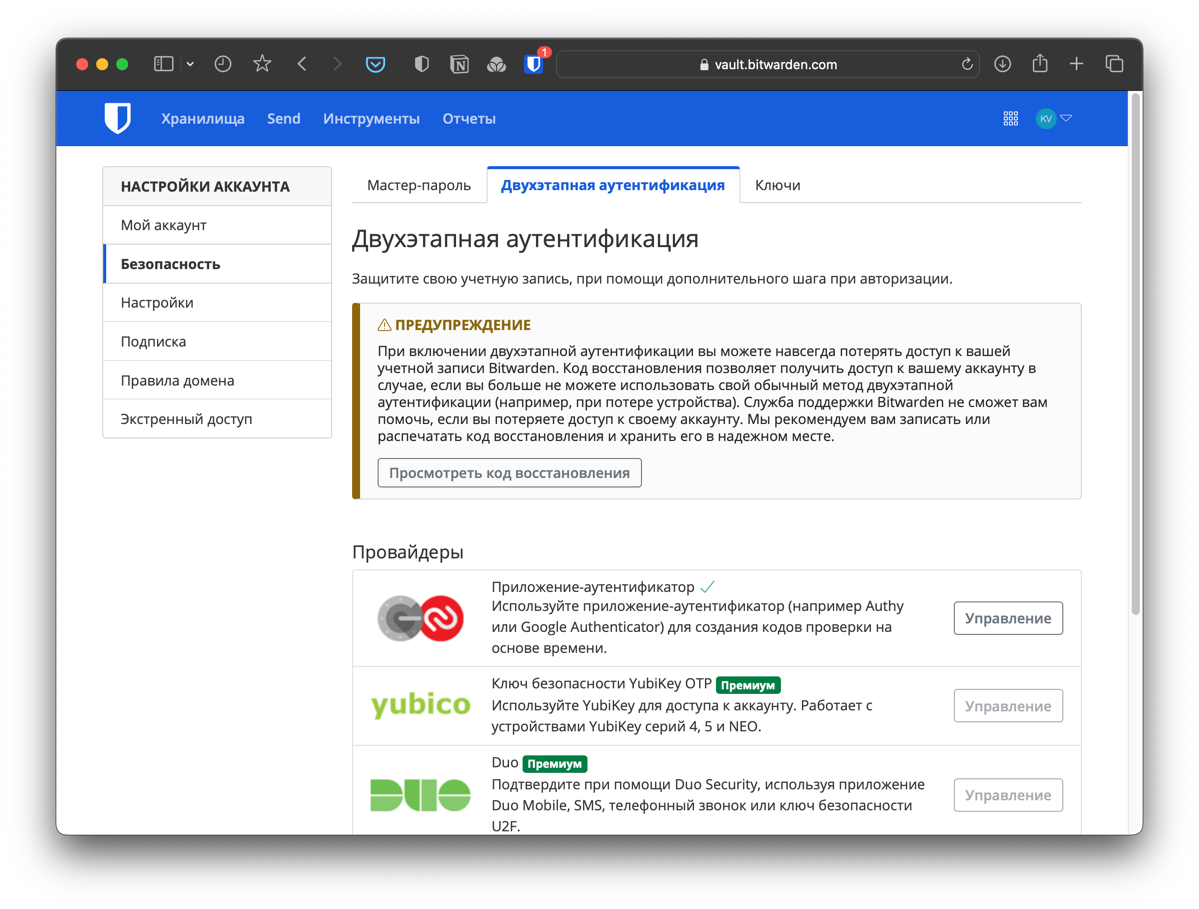 1
vault.bitwarden.com
Хранилища
Send
Инструменты
Отчеты
KV
НАСТРОЙКИ АККАУНТА
Мой аккаунт
Безопасность
Настройки
Подписка
Правила домена
Экстренный доступ
Мастер-пароль
Двухэтапная аутентификация
Ключи
Двухэтапная аутентификация
Защитите свою учетную запись, при помощи дополнительного шага при авторизации.
ПРЕДУПРЕЖДЕНИЕ
При включении двухэтапной аутентификации вы можете навсегда потерять доступ к вашей
учетной записи Bitwarden. Код восстановления позволяет получить доступ к вашему аккаунту в
случае, если вы больше не можете использовать свой обычный метод двухэтапной
аутентификации (например, при потере устройства). Служба поддержки Bitwarden не сможет вам
помочь, если вы потеряете доступ к своему аккаунту. Мы рекомендуем вам записать или
распечатать код восстановления и хранить его в надежном месте.
Просмотреть код восстановления
Провайдеры
Приложение-аутентификатор
Используйте приложение-аутентификатор (например Authy
или Google Authenticator) для создания кодов проверки на
основе времени.
Управление
yubico
Ключ безопасности YubiKey OTP Премиум
Используйте YubiKey для доступа к аккаунту. Работает с
устройствами YubiKey серий 4, 5 и NEO.
Управление
DUO
Duo Премиум
Подтвердите при помощи Duo Security, используя приложение
Duo Mobile, SMS, телефонный звонок или ключ безопасности
U2F.
Управление